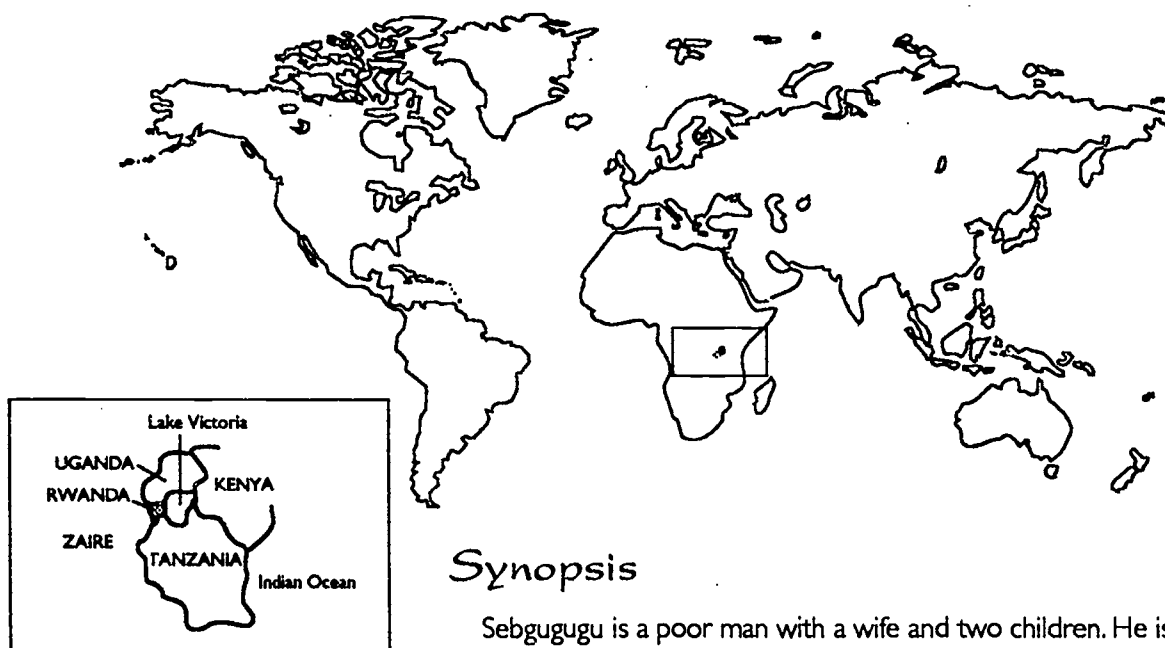 Lake Victoria
UGANDA
RWANDA
KENYA
ZAIRE
TANZANIA
Indian Ocean
Synopsis
Sebgugugu is a poor man with a wife and two children. He is